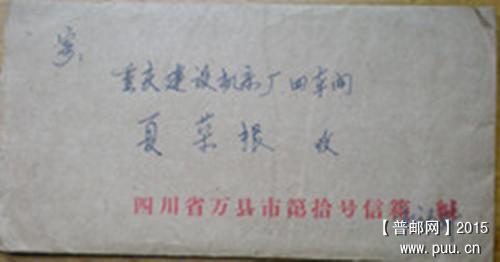 寄:
重庆建设机床厂四车间
夏荣根 收
四川省万县市第拾号信箱 缄
【普邮网】2015
www.puu.cn